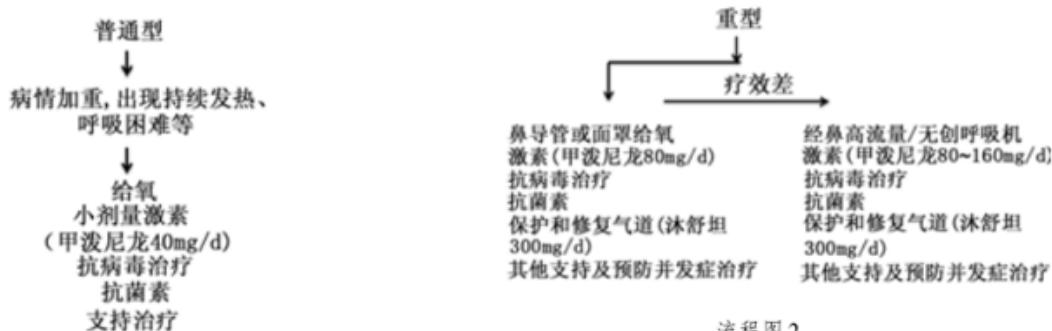 普通型
病情加重,出现持续发热、
呼吸困难等
给氧
小剂量激素
(甲泼尼龙40mg/d)
抗病毒治疗
抗菌素
支持治疗
重型
疗效差
鼻导管或面罩给氧
激素(甲泼尼龙80mg/d)
抗病毒治疗
抗菌素
保护和修复气道(沐舒坦
300mg/d)
其他支持及预防并发症治疗
经鼻高流量/无创呼吸机
激素(甲泼尼龙80~160mg/d)
抗病毒治疗
抗菌素
保护和修复气道(沐舒坦
300mg/d)
其他支持及预防并发症治疗
流程图2